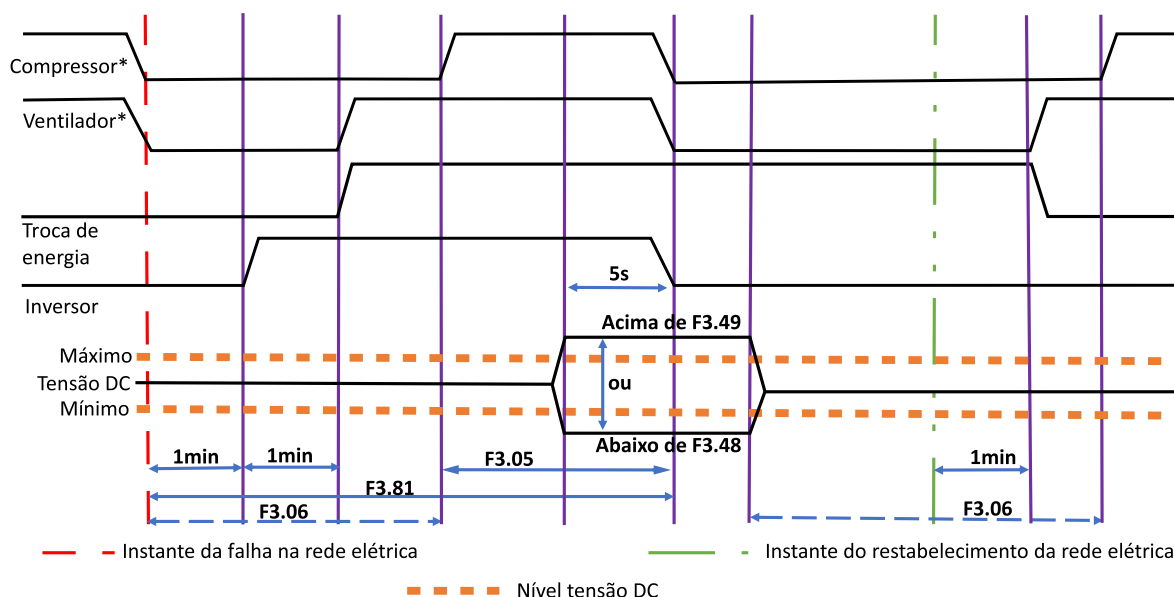 Compressor*
Ventilador*
Troca de
energia
5s
Inversor
Acima de F3.49
Máximo
Tensão DC
ou
Mínimo
Abaixo de F3.48
1min
1min
F3.05
1min
F3.81
F3.06
F3.06
Instante da falha na rede elétrica
Instante do restabelecimento da rede elétrica
Nível tensão DC